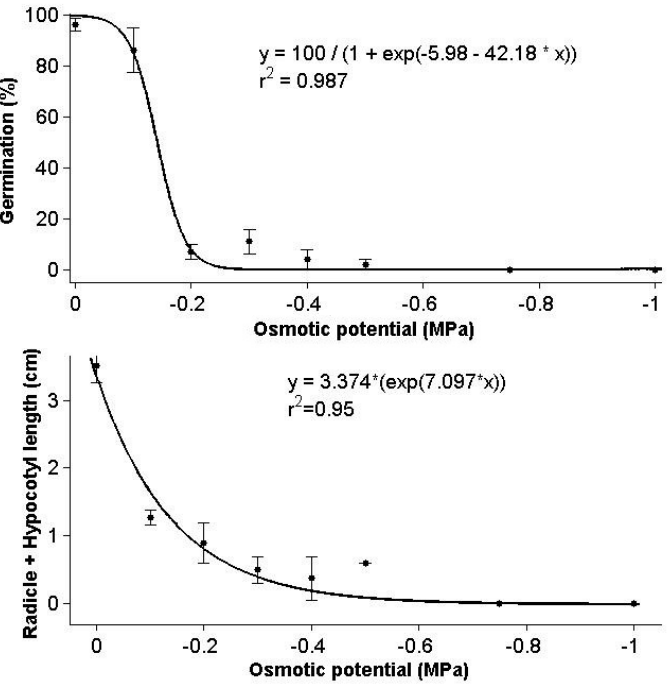 100
80
60
40
20
0
Germination (%)
y = 100 / (1 + exp(-5.98 - 42.18 * x))
r2 = 0.987
0 -0.2 -0.4 -0.6 -0.8 -1
Osmotic potential (MPa)
3
2
1
0
Radicle + Hypocotyl length (cm)
y = 3.374*(exp(7.097*x))
r2=0.95
0 -0.2 -0.4 -0.6 -0.8 -1
Osmotic potential (MPa)